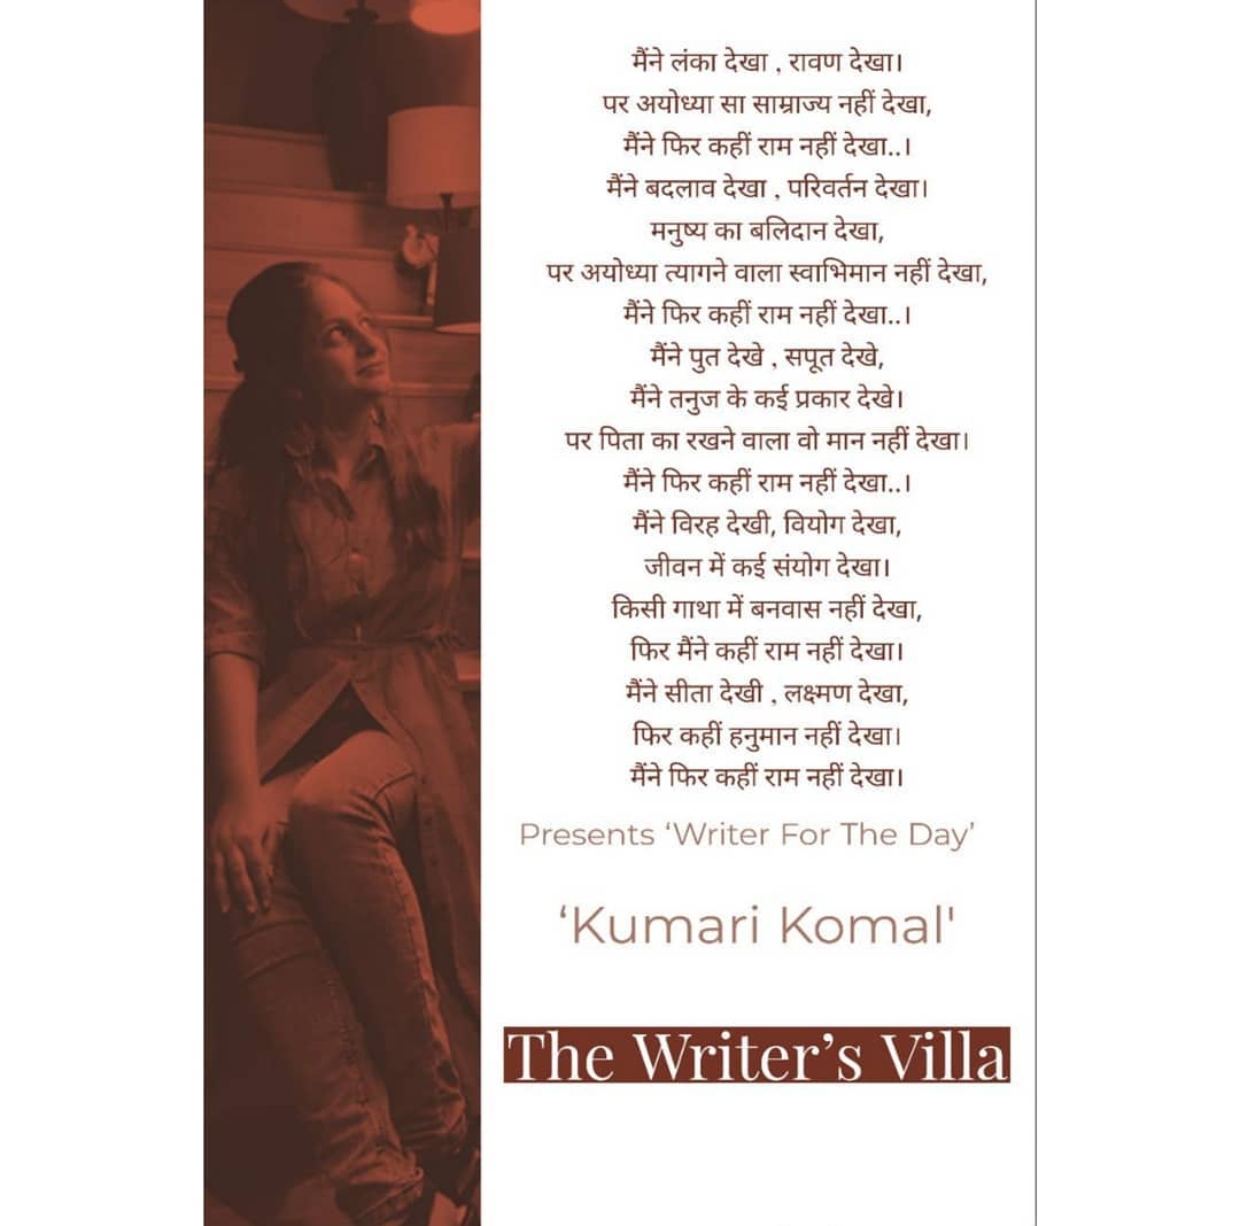 मैंने लंका देखा , रावण देखा।
पर अयोध्या सा साम्राज्य नहीं देखा,
मैंने फिर कहीं राम नहीं देखा..।
मैंने बदलाव देखा , परिवर्तन देखा।
मनुष्य का बलिदान देखा,
पर अयोध्या त्यागने वाला स्वाभिमान नहीं देखा,
मैंने फिर कहीं राम नहीं देखा..।
मैंने पुत देखे , सपूत देखे,
मैंने तनुज के कई प्रकार देखे।
पर पिता का रखने वाला वो मान नहीं देखा।
मैंने फिर कहीं राम नहीं देखा..।
मैंने विरह देखी, वियोग देखा,
जीवन में कई संयोग देखा।
किसी गाथा में बनवास नहीं देखा,
फिर मैंने कहीं राम नहीं देखा।
मैंने सीता देखी , लक्ष्मण देखा,
फिर कहीं हनुमान नहीं देखा।
मैंने फिर कहीं राम नहीं देखा।
Presents ‘Writer For The Day’
‘Kumari Komal'
The Writer’s Villa